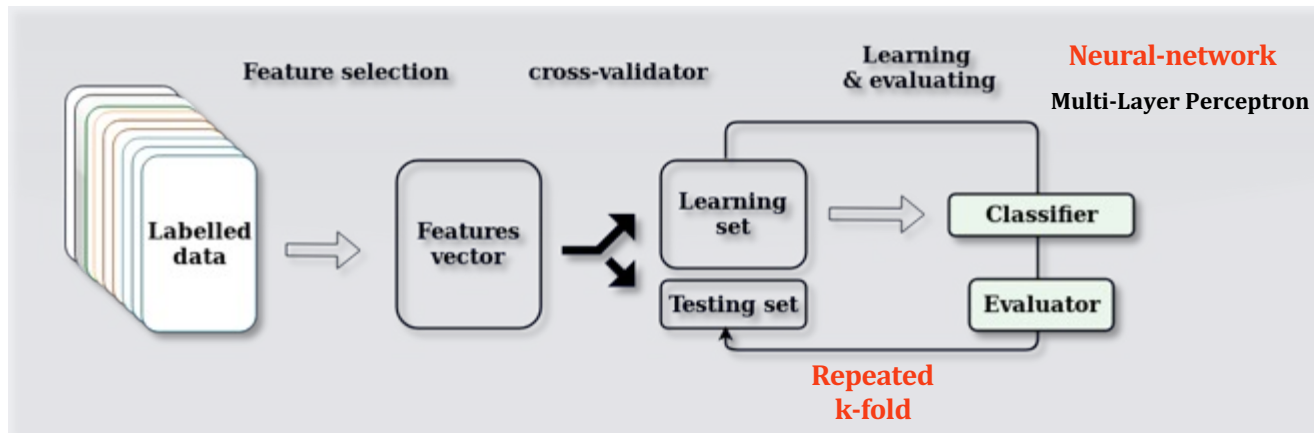 Feature selection
cross-validator
Learning
& evaluating
Neural-network
Multi-Layer Perceptron
Labelled
data
Features
vector
Learning
set
Testing set
Classifier
Evaluator
Repeated
k-fold